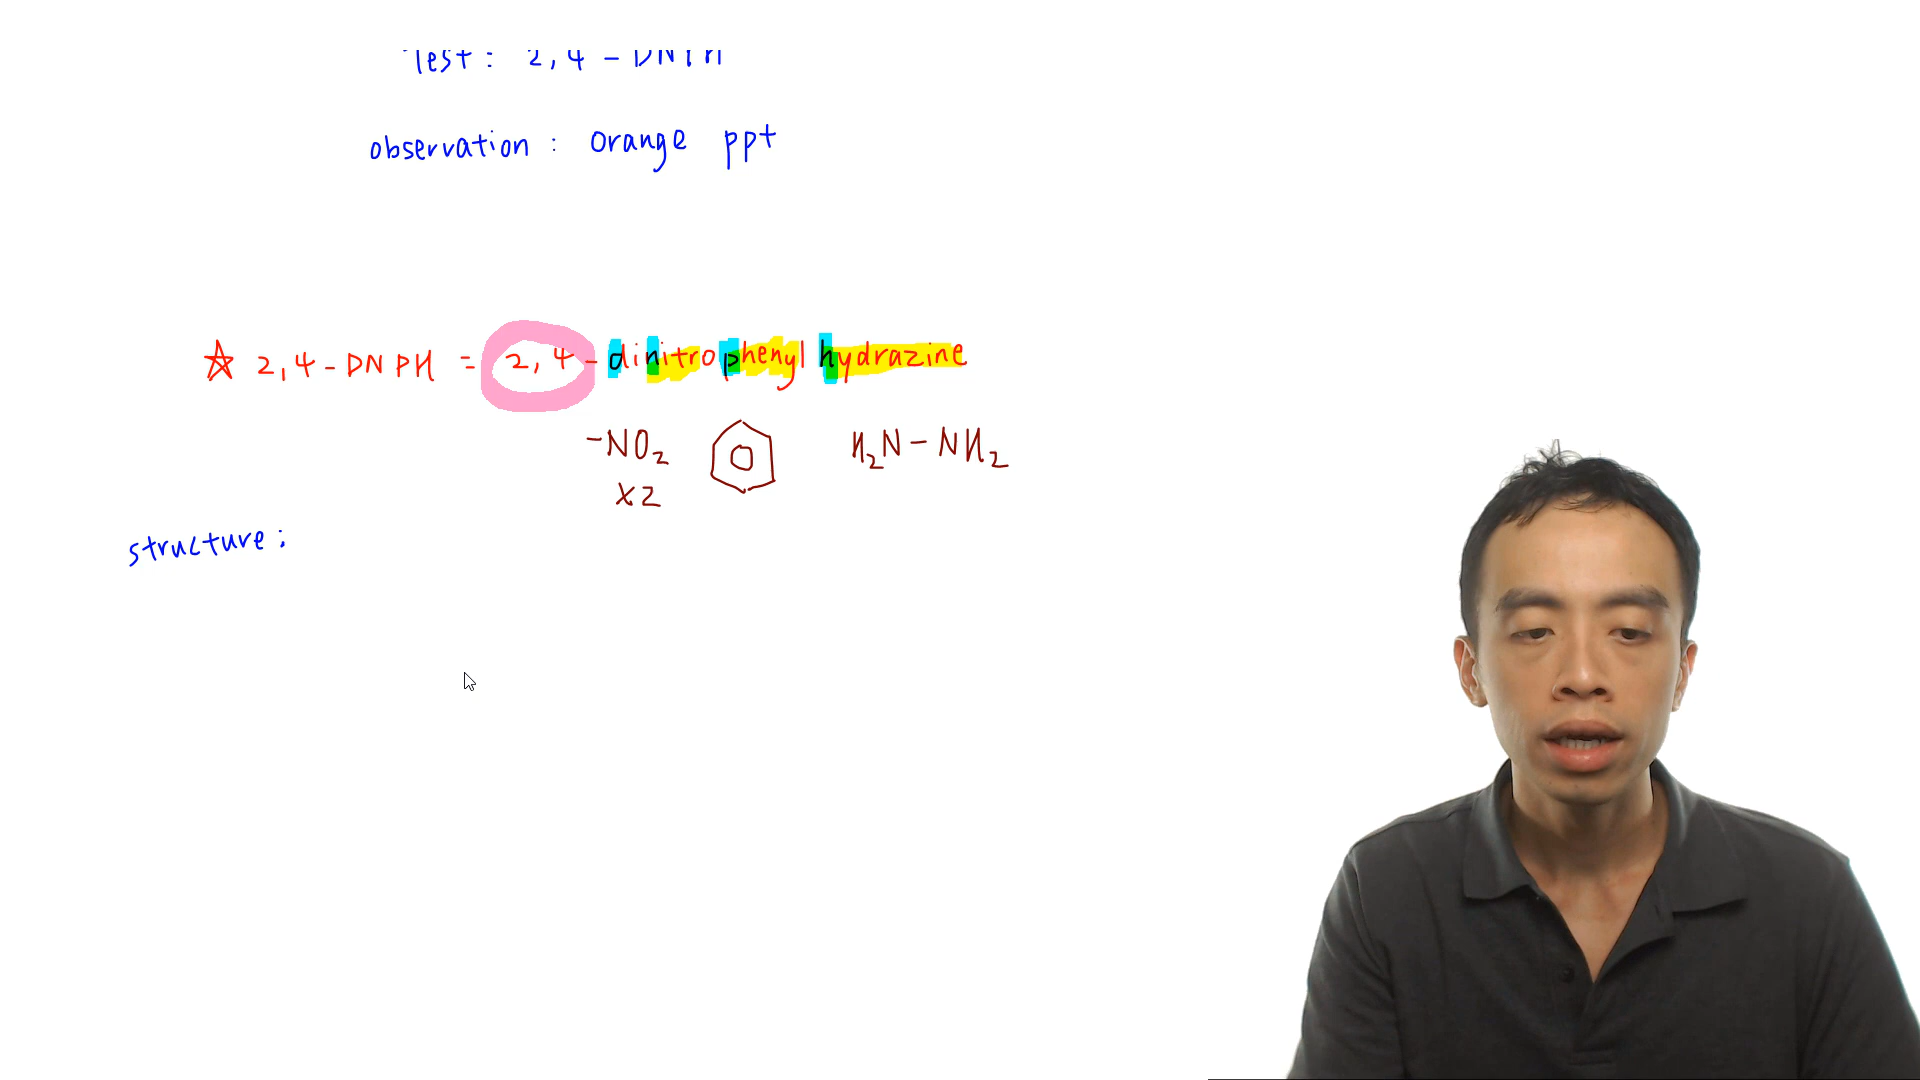 Test : 2,4 - DNPH
observation : orange ppt
☆ 2,4-DNPH = 2,4-dinitrophenyl hydrazine
-NO₂ H₂N-NH₂
x2
structure :